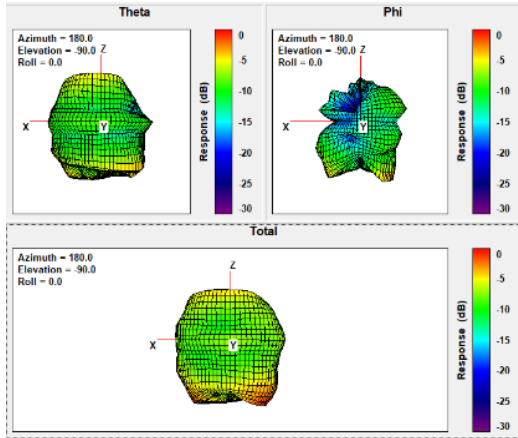 Theta
Azimuth = 180.0
Elevation = -90.0
Roll = 0.0
Z
X
Y
0
-5
-10
-15
-20
-25
-30
Response (dB)
Phi
Azimuth = 180.0
Elevation = -90.0
Roll = 0.0
Z
X
Y
0
-5
-10
-15
-20
-25
-30
Response (dB)
Total
Azimuth = 180.0
Elevation = -90.0
Roll = 0.0
Z
X
Y
0
-5
-10
-15
-20
-25
-30
Response (dB)